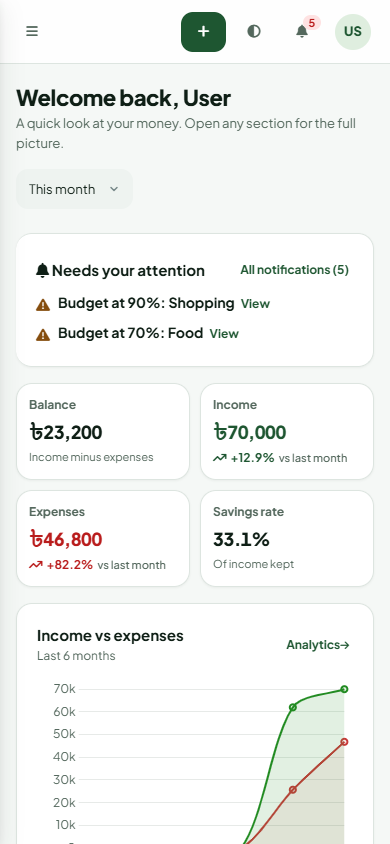 +
5
US
Welcome back, User
A quick look at your money. Open any section for the full
picture.
This month
Needs your attention
All notifications (5)
Budget at 90%: Shopping View
Budget at 70%: Food View
Balance
৳23,200
Income minus expenses
Income
৳70,000
+12.9% vs last month
Expenses
৳46,800
+82.2% vs last month
Savings rate
33.1%
Of income kept
Income vs expenses
Last 6 months
Analytics→
70k
60k
50k
40k
30k
20k
10k